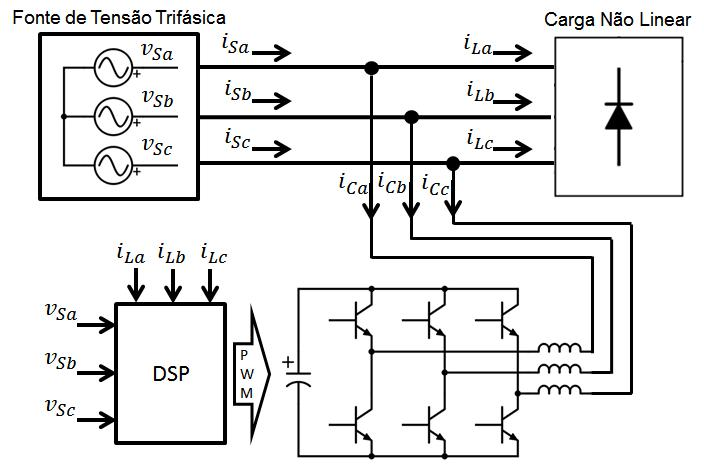 Fonte de Tensão Trifásica
Carga Não Linear
v_Sa
v_Sb
v_Sc
+
+
+
i_Sa
i_Sb
i_Sc
i_La
i_Lb
i_Lc
i_Ca i_Cb i_Cc
i_La i_Lb i_Lc
v_Sa
v_Sb
v_Sc
DSP
P
W
M
+